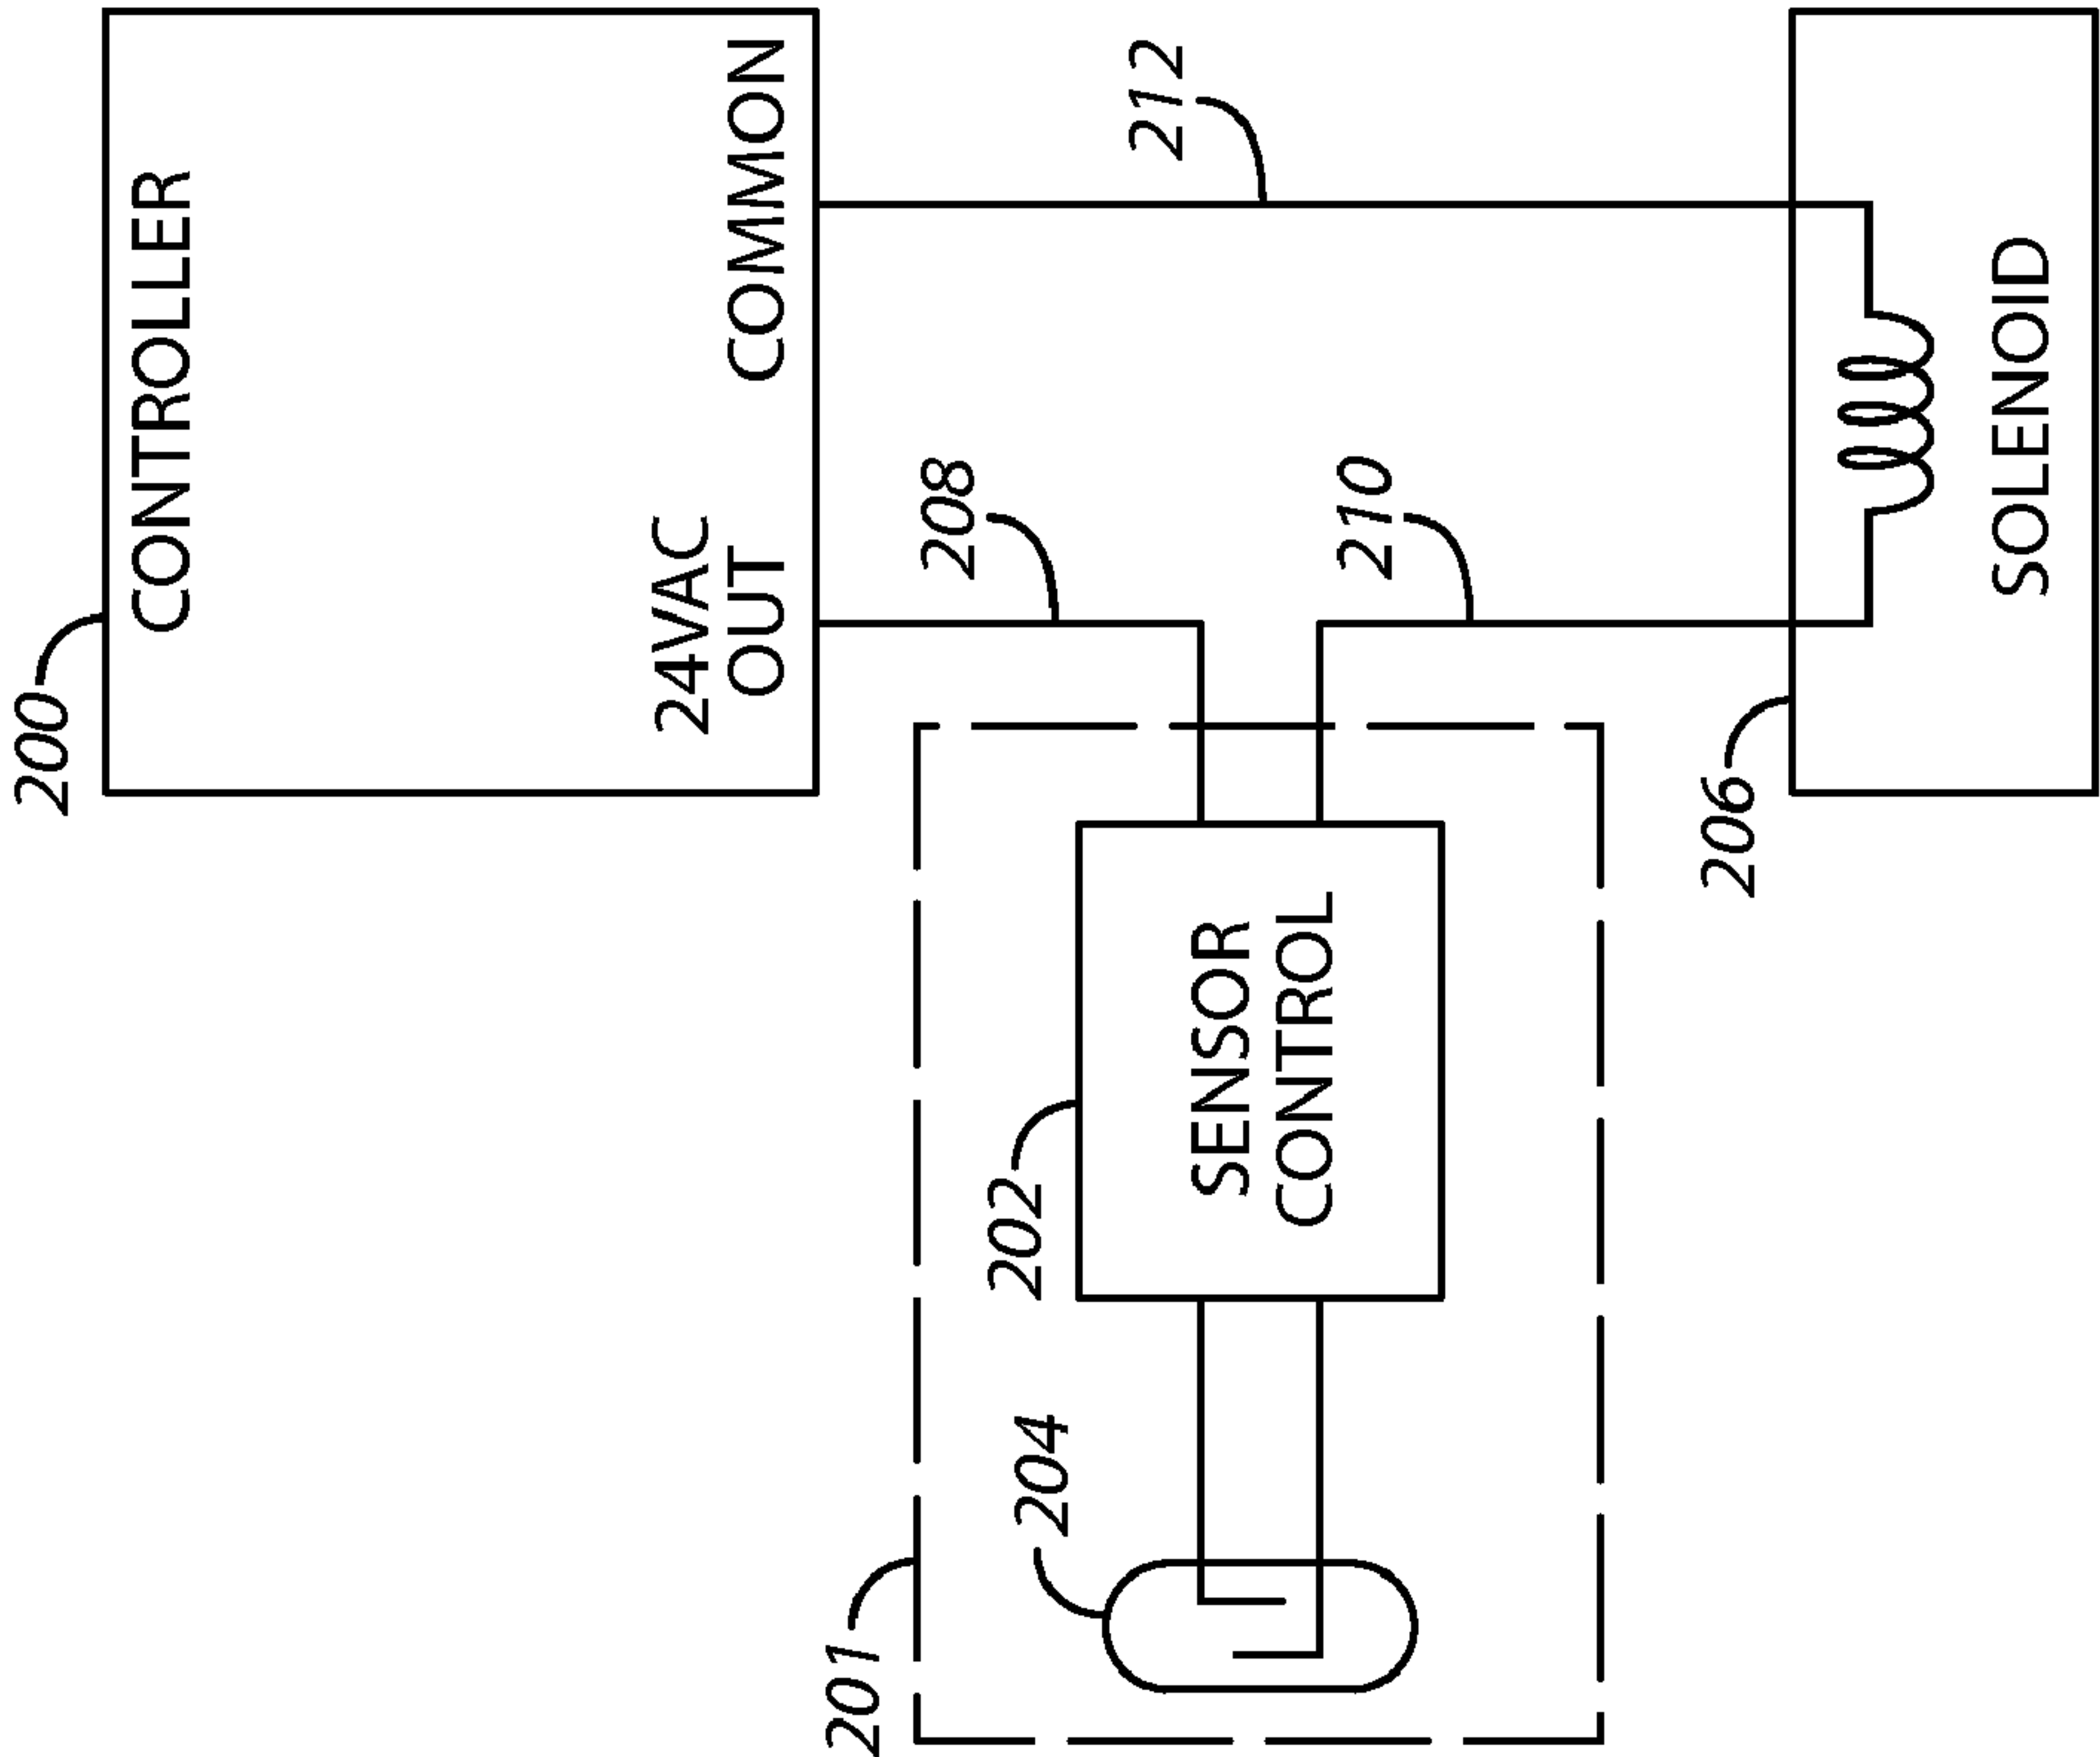 200
CONTROLLER
24VAC
OUT
COMMON
208
212
210
201
202
204
SENSOR
CONTROL
206
SOLENOID